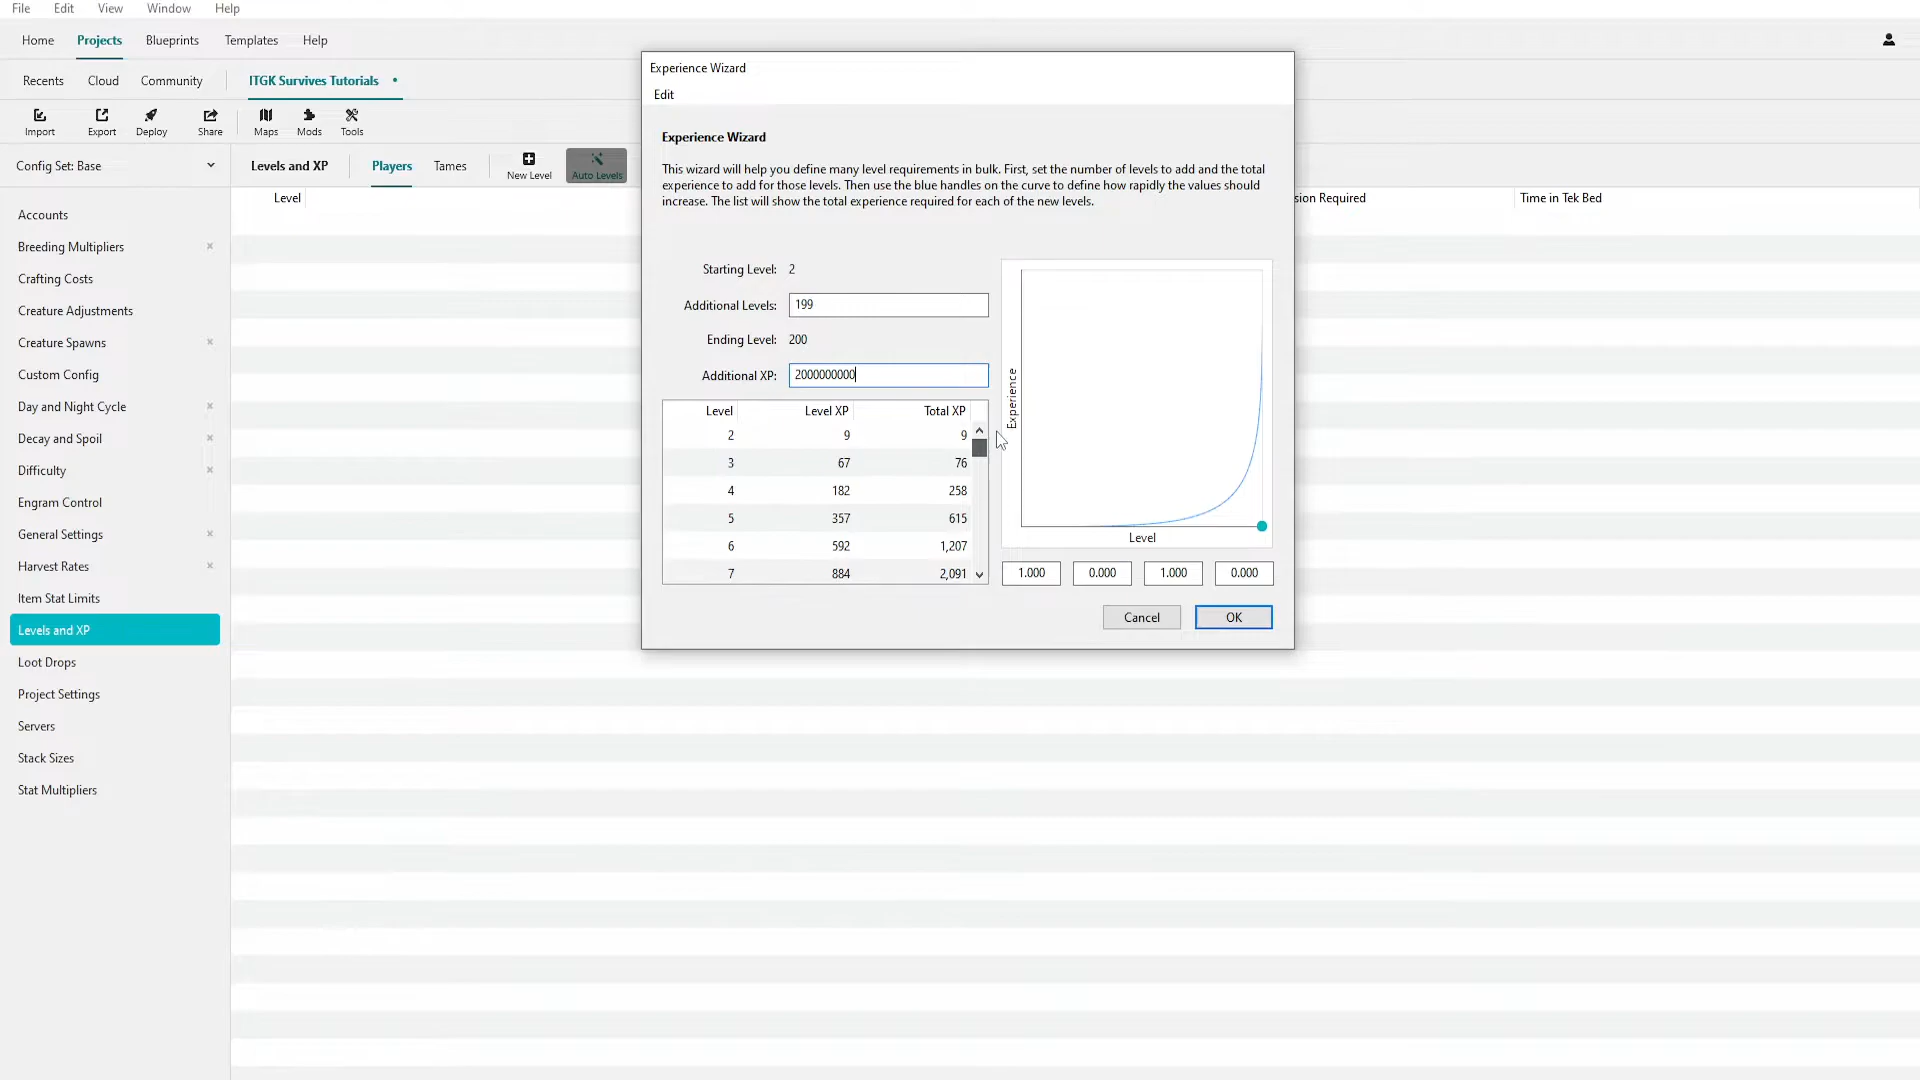 File Edit View Window Help
Home Projects Blueprints Templates Help
Recents Cloud Community ITGK Survives Tutorials •
Import Export Deploy Share Maps Mods Tools
Config Set: Base
Levels and XP Players Tames New Level Auto Levels
Level sion Required Time in Tek Bed
Accounts
Breeding Multipliers
Crafting Costs
Creature Adjustments
Creature Spawns
Custom Config
Day and Night Cycle
Decay and Spoil
Difficulty
Engram Control
General Settings
Harvest Rates
Item Stat Limits
Levels and XP
Loot Drops
Project Settings
Servers
Stack Sizes
Stat Multipliers
Experience Wizard
Edit
Experience Wizard
This wizard will help you define many level requirements in bulk. First, set the number of levels to add and the total
experience to add for those levels. Then use the blue handles on the curve to define how rapidly the values should
increase. The list will show the total experience required for each of the new levels.
Starting Level: 2
Additional Levels: 199
Ending Level: 200
Additional XP: 2000000000
Level Level XP Total XP
2 9 9
3 67 76
4 182 258
5 357 615
6 592 1,207
7 884 2,091
Experience
Level
1.000 0.000 1.000 0.000
Cancel OK